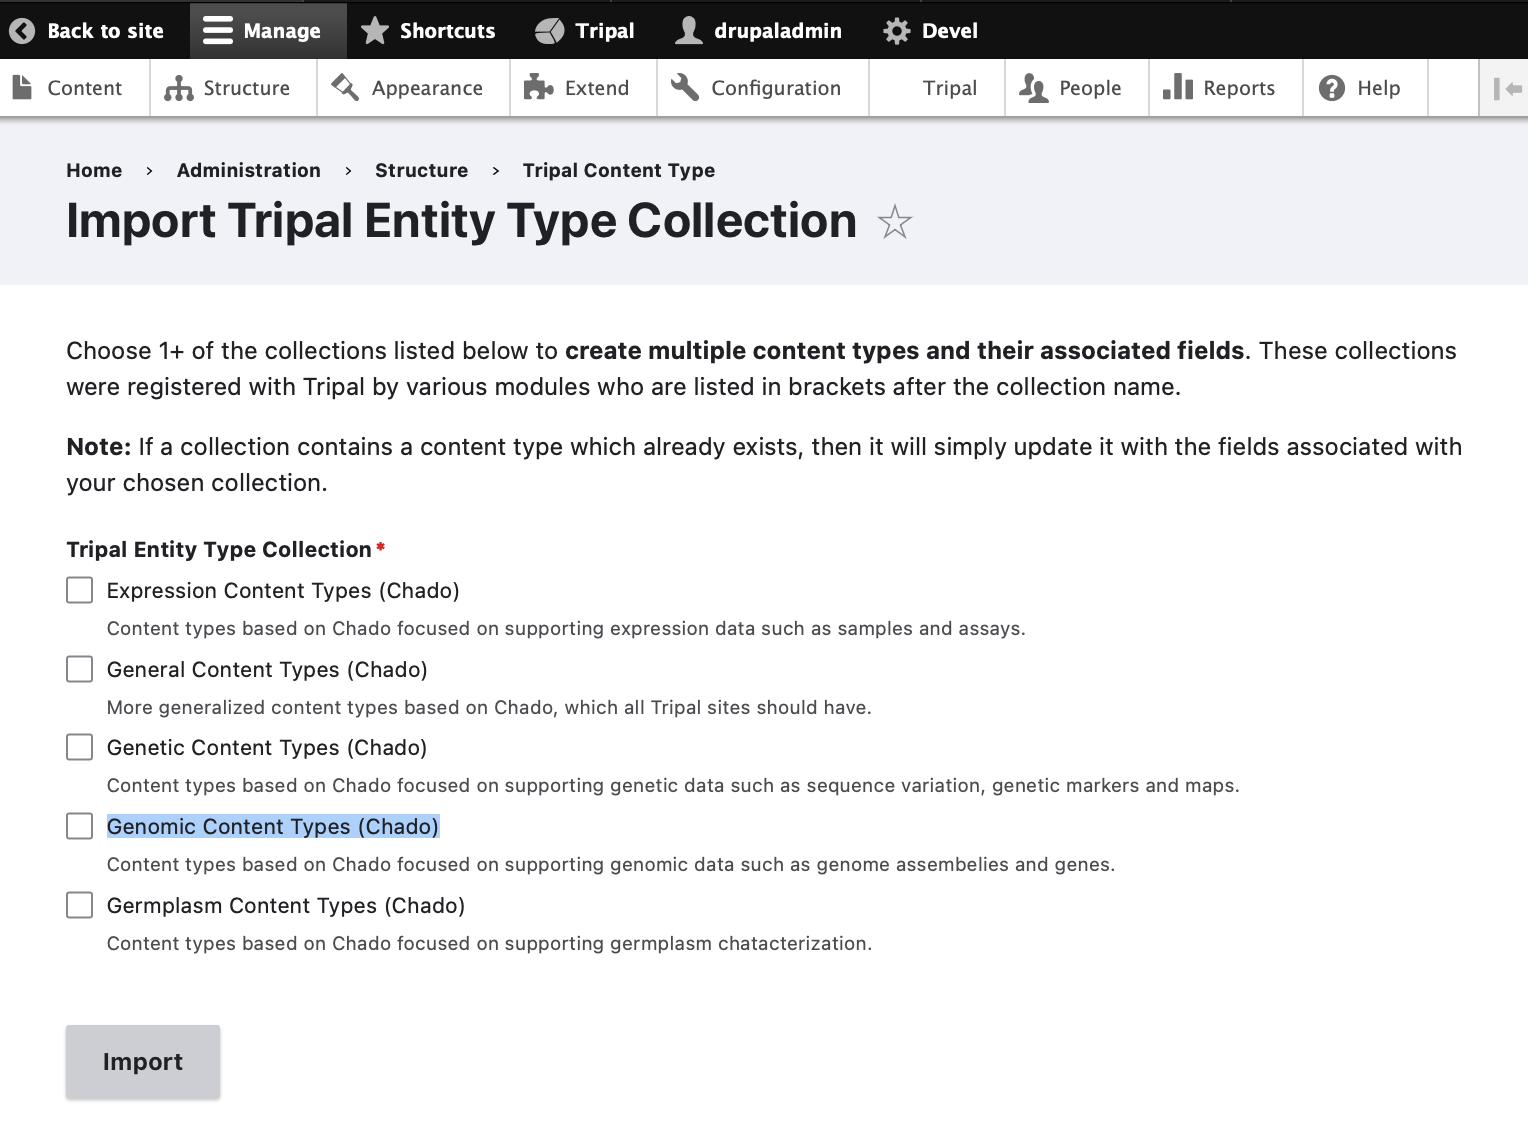 Back to site Manage Shortcuts Tripal drupaladmin Devel
Content Structure Appearance Extend Configuration Tripal People Reports Help
Home › Administration › Structure › Tripal Content Type
Import Tripal Entity Type Collection
Choose 1+ of the collections listed below to create multiple content types and their associated fields. These collections
were registered with Tripal by various modules who are listed in brackets after the collection name.
Note: If a collection contains a content type which already exists, then it will simply update it with the fields associated with
your chosen collection.
Tripal Entity Type Collection*
Expression Content Types (Chado)
Content types based on Chado focused on supporting expression data such as samples and assays.
General Content Types (Chado)
More generalized content types based on Chado, which all Tripal sites should have.
Genetic Content Types (Chado)
Content types based on Chado focused on supporting genetic data such as sequence variation, genetic markers and maps.
Genomic Content Types (Chado)
Content types based on Chado focused on supporting genomic data such as genome assembelies and genes.
Germplasm Content Types (Chado)
Content types based on Chado focused on supporting germplasm chatacterization.
Import